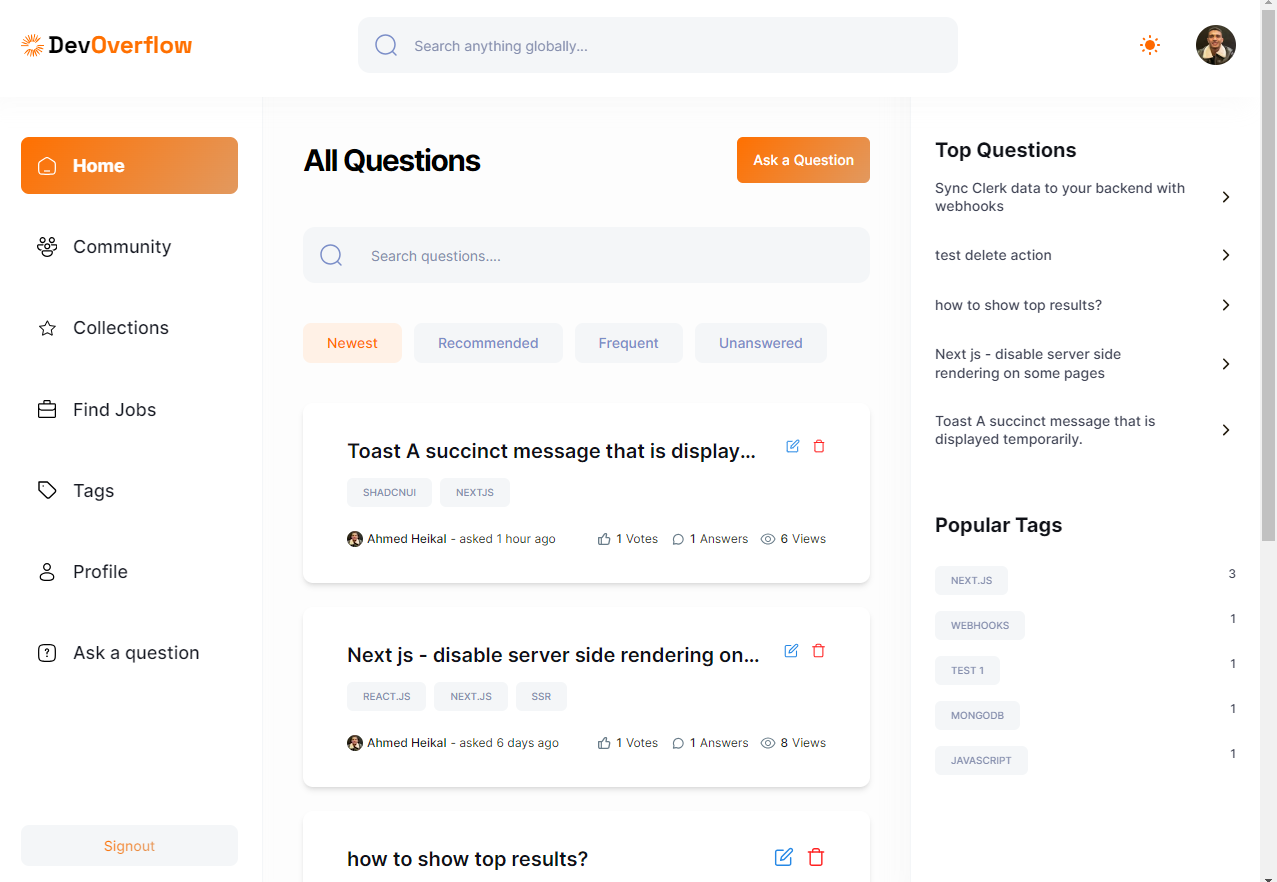 DevOverflow
Search anything globally...
Home
Community
Collections
Find Jobs
Tags
Profile
Ask a question
Signout
All Questions
Ask a Question
Search questions....
Newest
Recommended
Frequent
Unanswered
Toast A succinct message that is display...
SHADCNUI
NEXTJS
Ahmed Heikal - asked 1 hour ago
1 Votes
1 Answers
6 Views
Next js - disable server side rendering on...
REACT.JS
NEXT.JS
SSR
Ahmed Heikal - asked 6 days ago
1 Votes
1 Answers
8 Views
how to show top results?
Top Questions
Sync Clerk data to your backend with
webhooks
test delete action
how to show top results?
Next js - disable server side
rendering on some pages
Toast A succinct message that is
displayed temporarily.
Popular Tags
NEXT.JS 3
WEBHOOKS 1
TEST 1 1
MONGODB 1
JAVASCRIPT 1